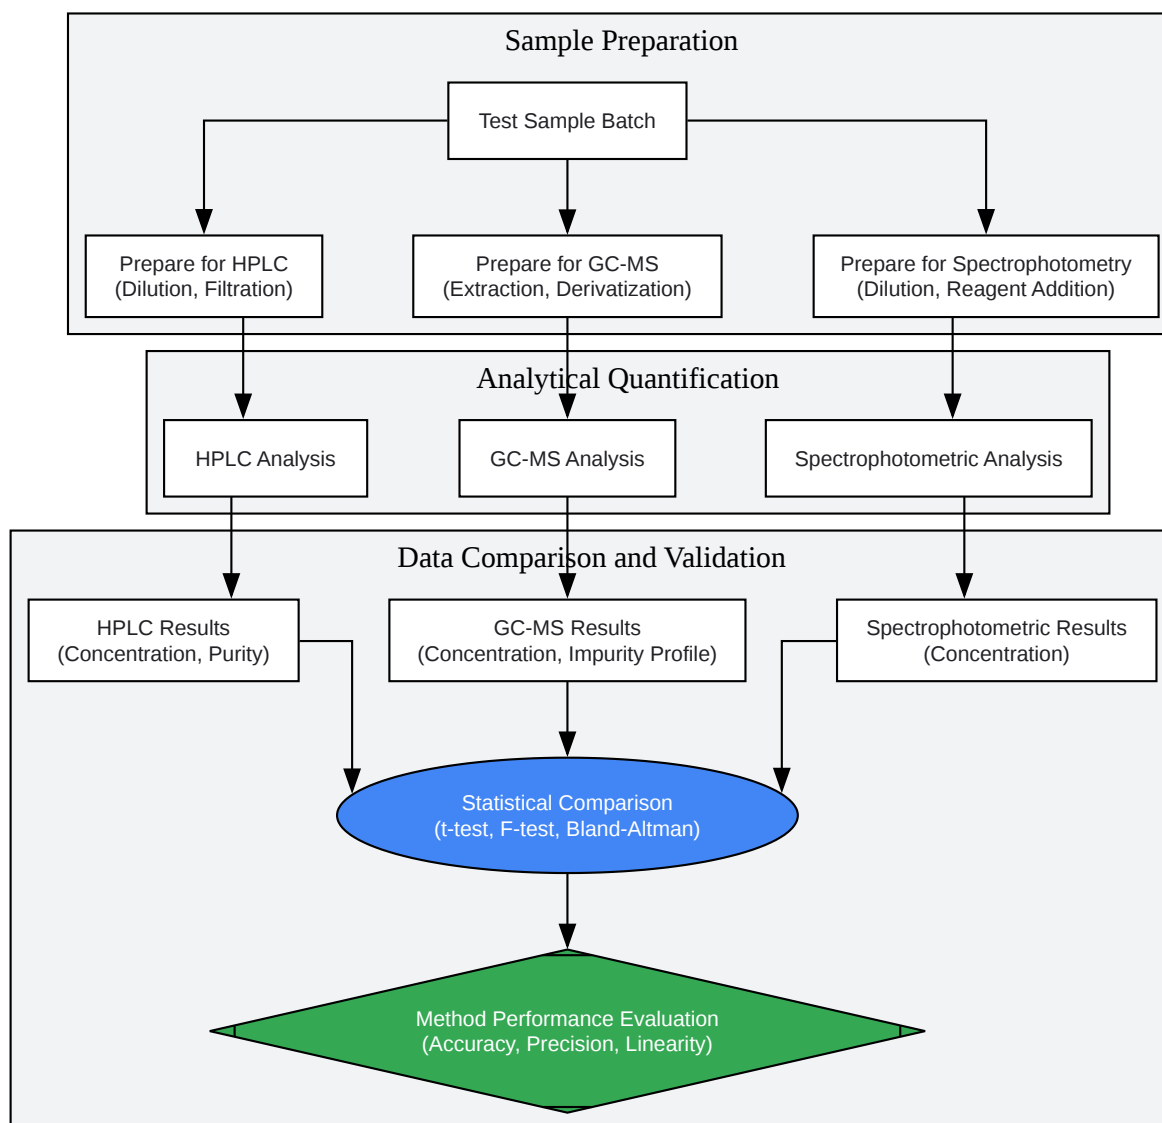 Sample Preparation
Test Sample Batch
Prepare for HPLC
(Dilution, Filtration)
Prepare for GC-MS
(Extraction, Derivatization)
Prepare for Spectrophotometry
(Dilution, Reagent Addition)
Analytical Quantification
HPLC Analysis
GC-MS Analysis
Spectrophotometric Analysis
Data Comparison and Validation
HPLC Results
(Concentration, Purity)
GC-MS Results
(Concentration, Impurity Profile)
Spectrophotometric Results
(Concentration)
Statistical Comparison
(t-test, F-test, Bland-Altman)
Method Performance Evaluation
(Accuracy, Precision, Linearity)